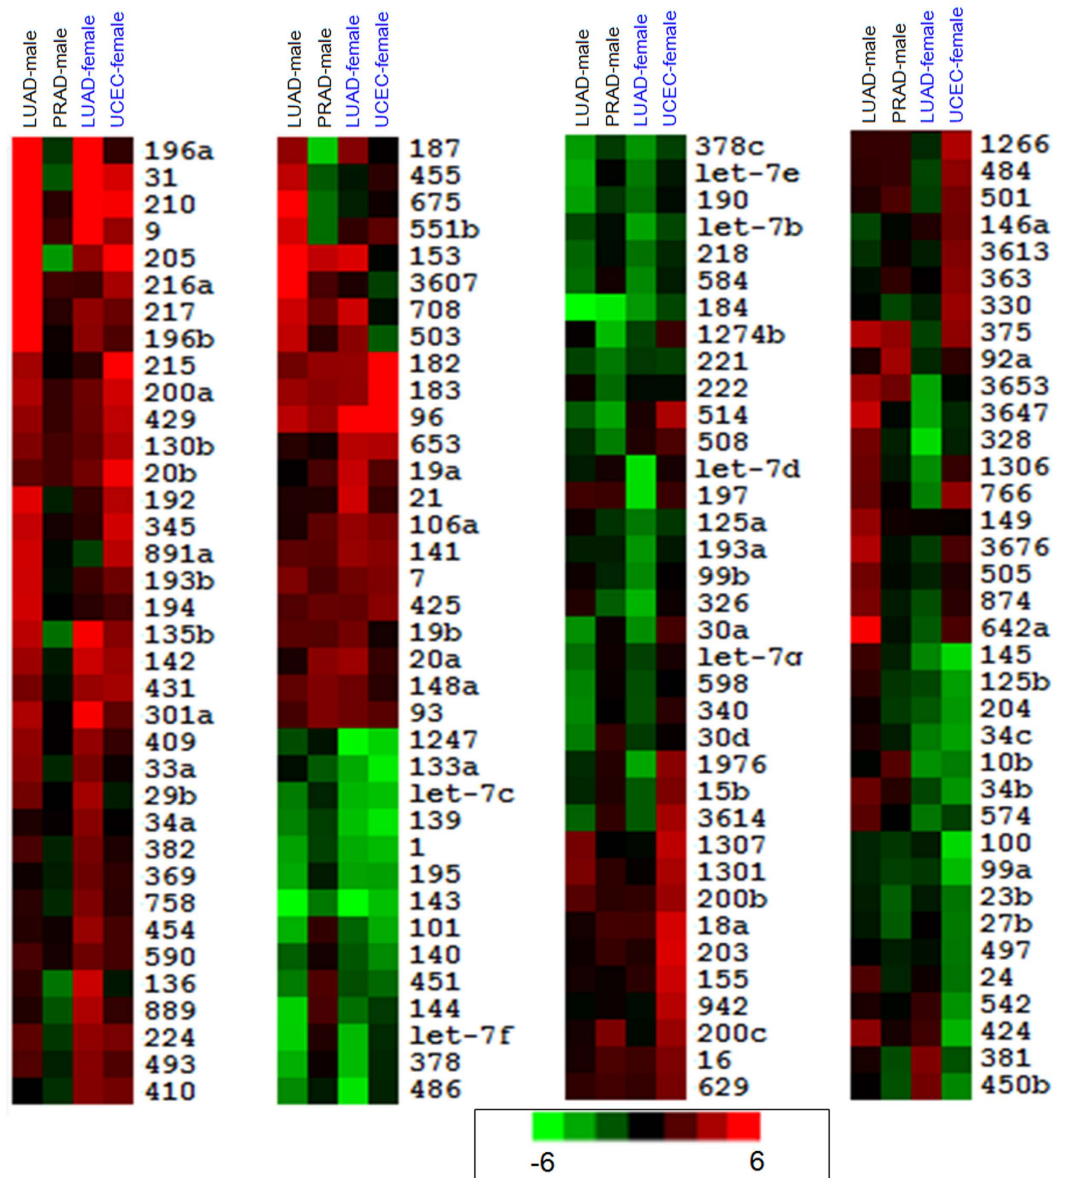 LUAD-male
PRAD-male
LUAD-female
UCEC-female
196a
31
210
9
205
216a
217
196b
215
200a
429
130b
20b
192
345
891a
193b
194
135b
142
431
301a
409
33a
29b
34a
382
369
758
454
590
136
889
224
493
410
LUAD-male
PRAD-male
LUAD-female
UCEC-female
187
455
675
551b
153
3607
708
503
182
183
96
653
19a
21
106a
141
7
425
19b
20a
148a
93
1247
133a
let-7c
139
1
195
143
101
140
451
144
let-7f
378
486
LUAD-male
PRAD-male
LUAD-female
UCEC-female
378c
let-7e
190
let-7b
218
584
184
1274b
221
222
514
508
let-7d
197
125a
193a
99b
326
30a
let-7g
598
340
30d
1976
15b
3614
1307
1301
200b
18a
203
155
942
200c
16
629
LUAD-male
PRAD-male
LUAD-female
UCEC-female
1266
484
501
146a
3613
363
330
375
92a
3653
3647
328
1306
766
149
3676
505
874
642a
145
125b
204
34c
10b
34b
574
100
99a
23b
27b
497
24
542
424
381
450b
-6 6